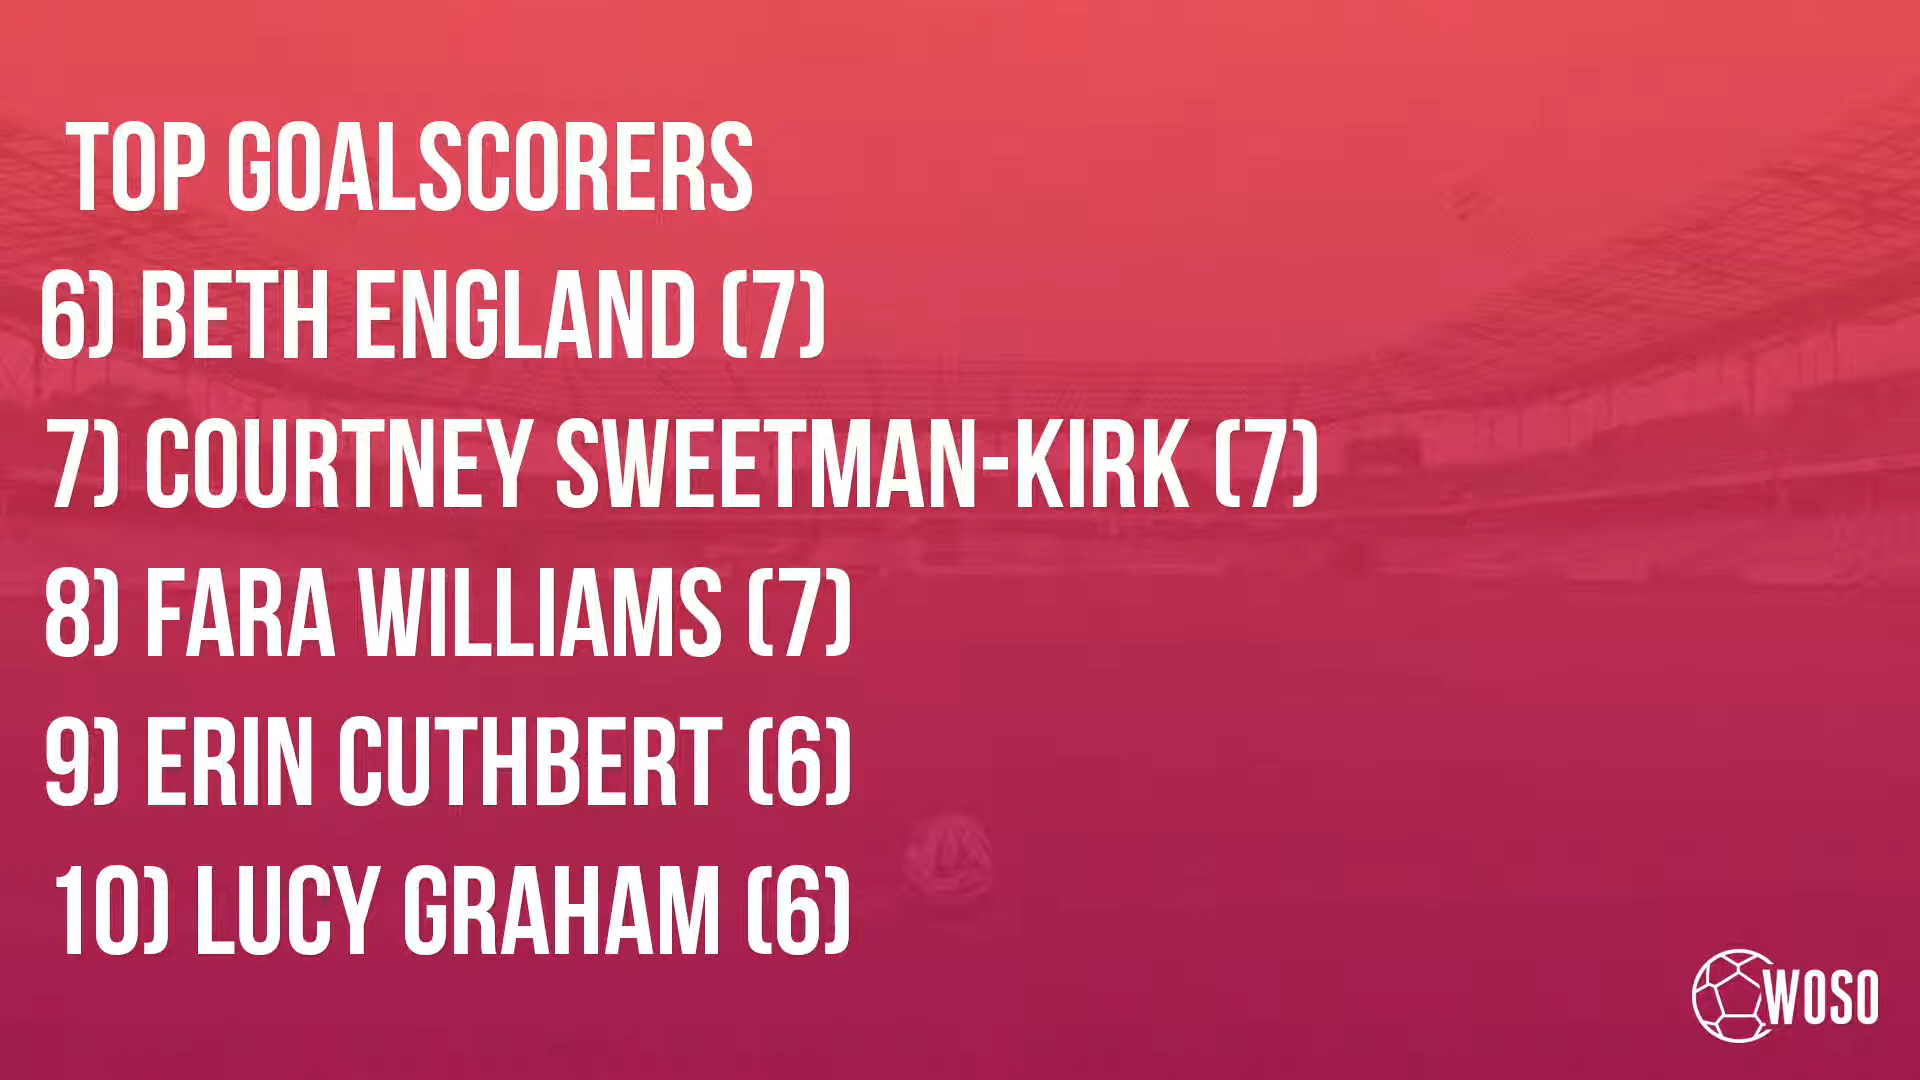 TOP GOALSCORERS
6) BETH ENGLAND (7)
7) COURTNEY SWEETMAN-KIRK (7)
8) FARA WILLIAMS (7)
9) ERIN CUTHBERT (6)
10) LUCY GRAHAM (6)
WOSO